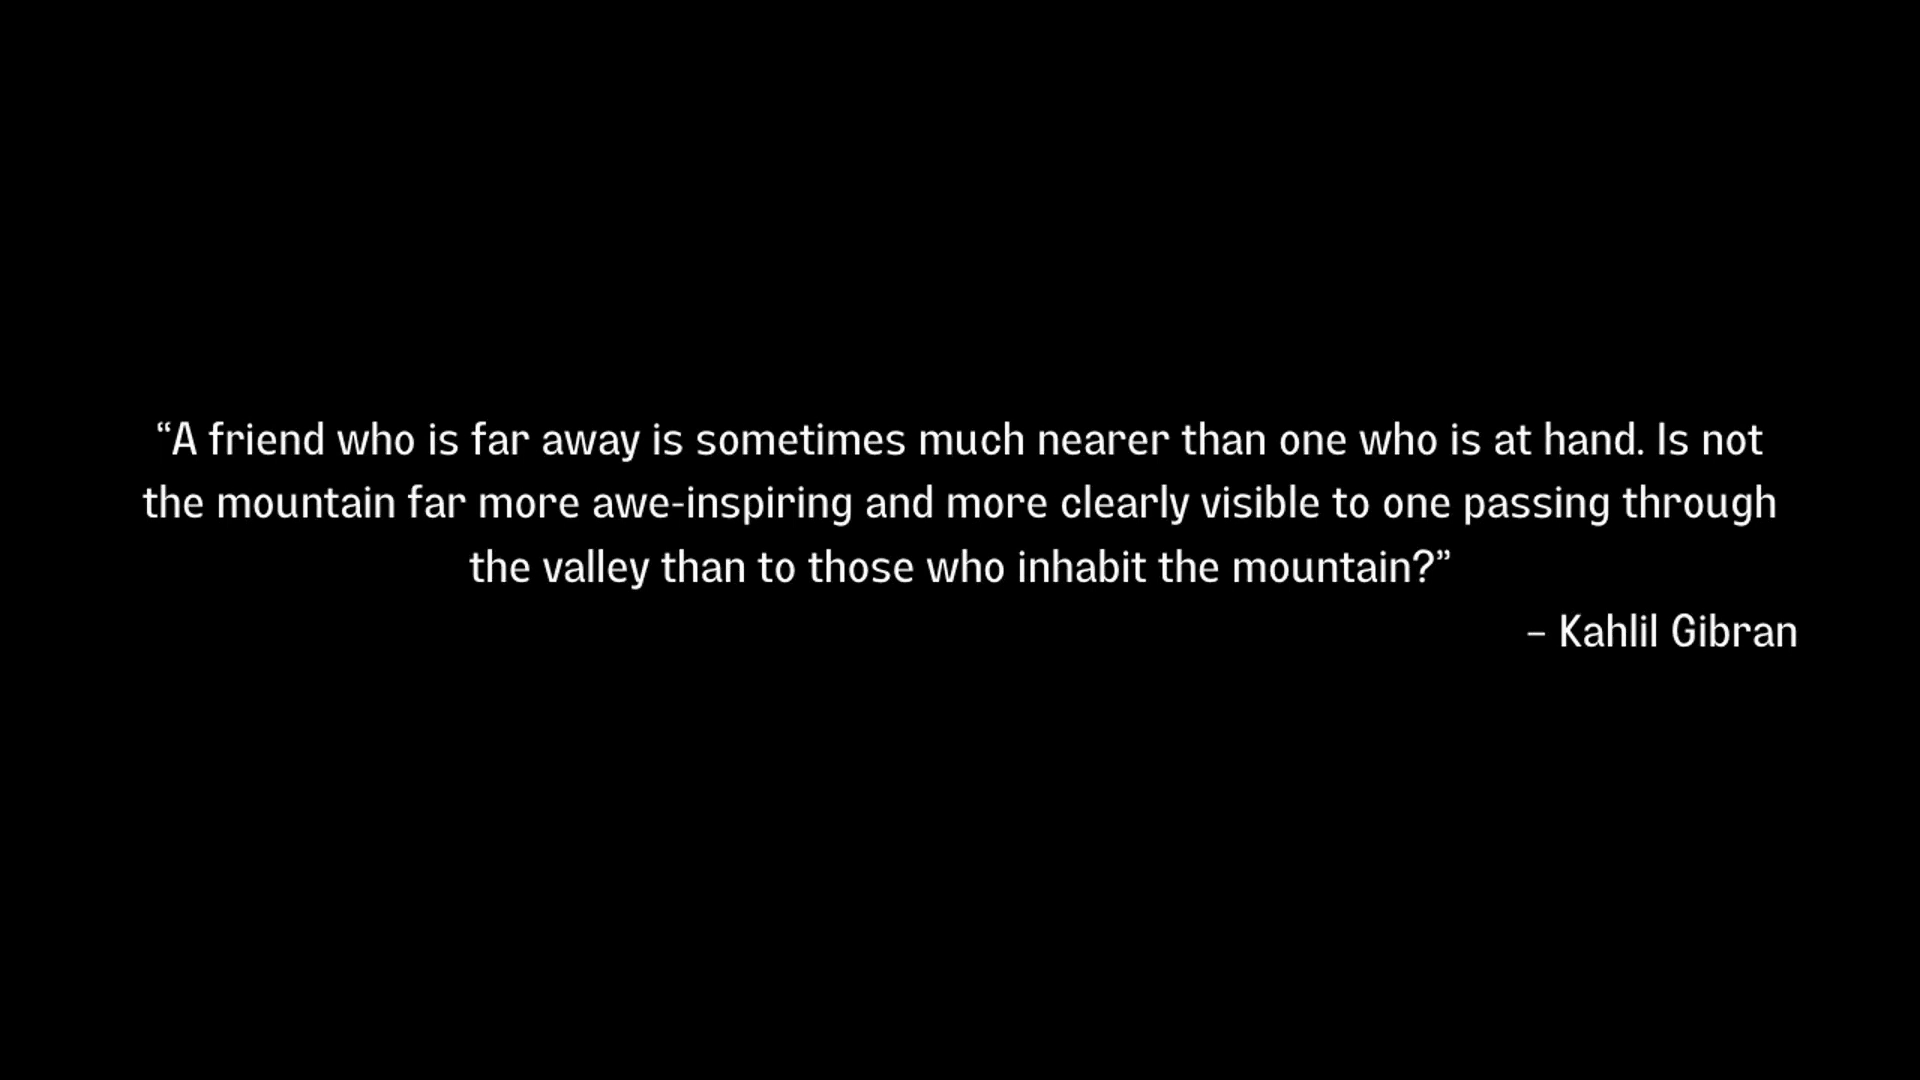 “A friend who is far away is sometimes much nearer than one who is at hand. Is not
the mountain far more awe-inspiring and more clearly visible to one passing through
the valley than to those who inhabit the mountain?”
– Kahlil Gibran